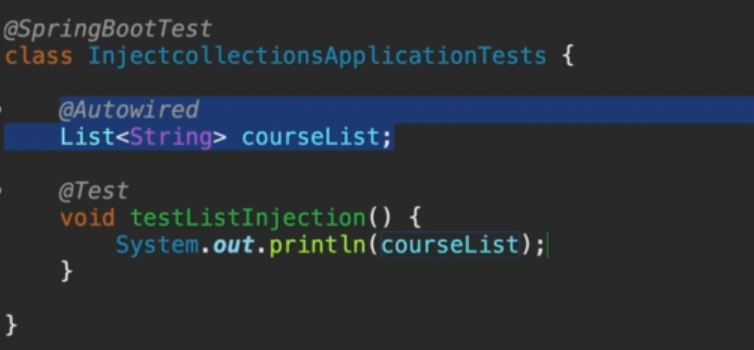 @SpringBootTest
class InjectcollectionsApplicationTests {
@Autowired
List<String> courseList;
@Test
void testListInjection() {
System.out.println(courseList);
}
}